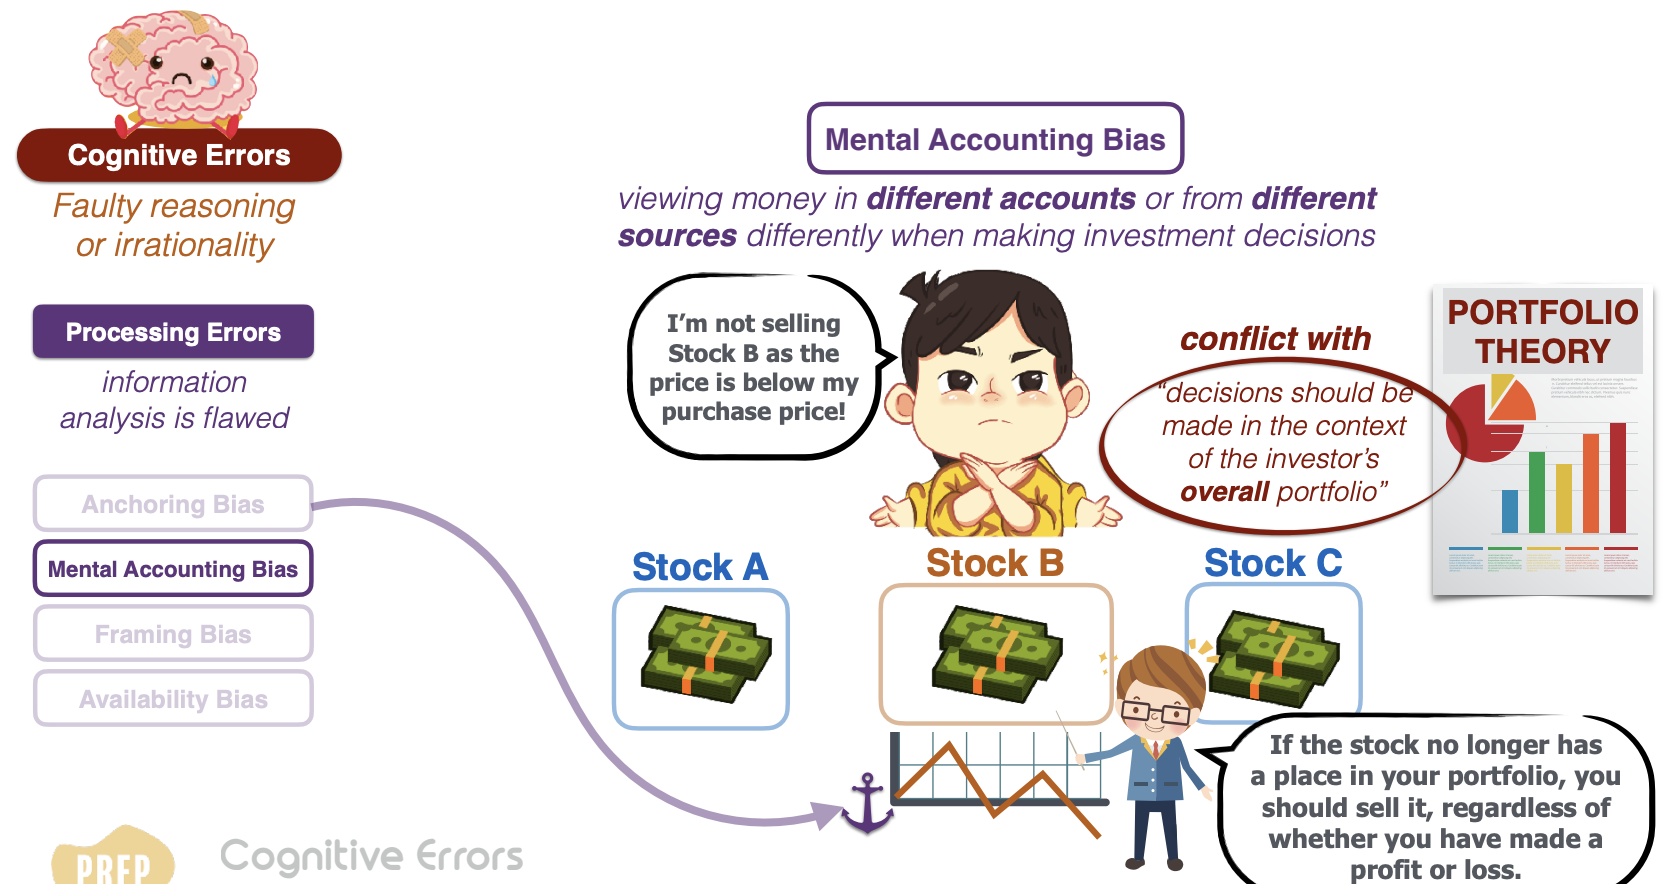 Cognitive Errors
Faulty reasoning
or irrationality
Processing Errors
information
analysis is flawed
Anchoring Bias
Mental Accounting Bias
Framing Bias
Availability Bias
Mental Accounting Bias
viewing money in different accounts or from different
sources differently when making investment decisions
I'm not selling
Stock B as the
price is below my
purchase price!
conflict with
“decisions should be
made in the context
of the investor's
overall portfolio”
PORTFOLIO
THEORY
Stock A
Stock B
Stock C
If the stock no longer has
a place in your portfolio, you
should sell it, regardless of
whether you have made a
profit or loss.
PREP
Cognitive Errors